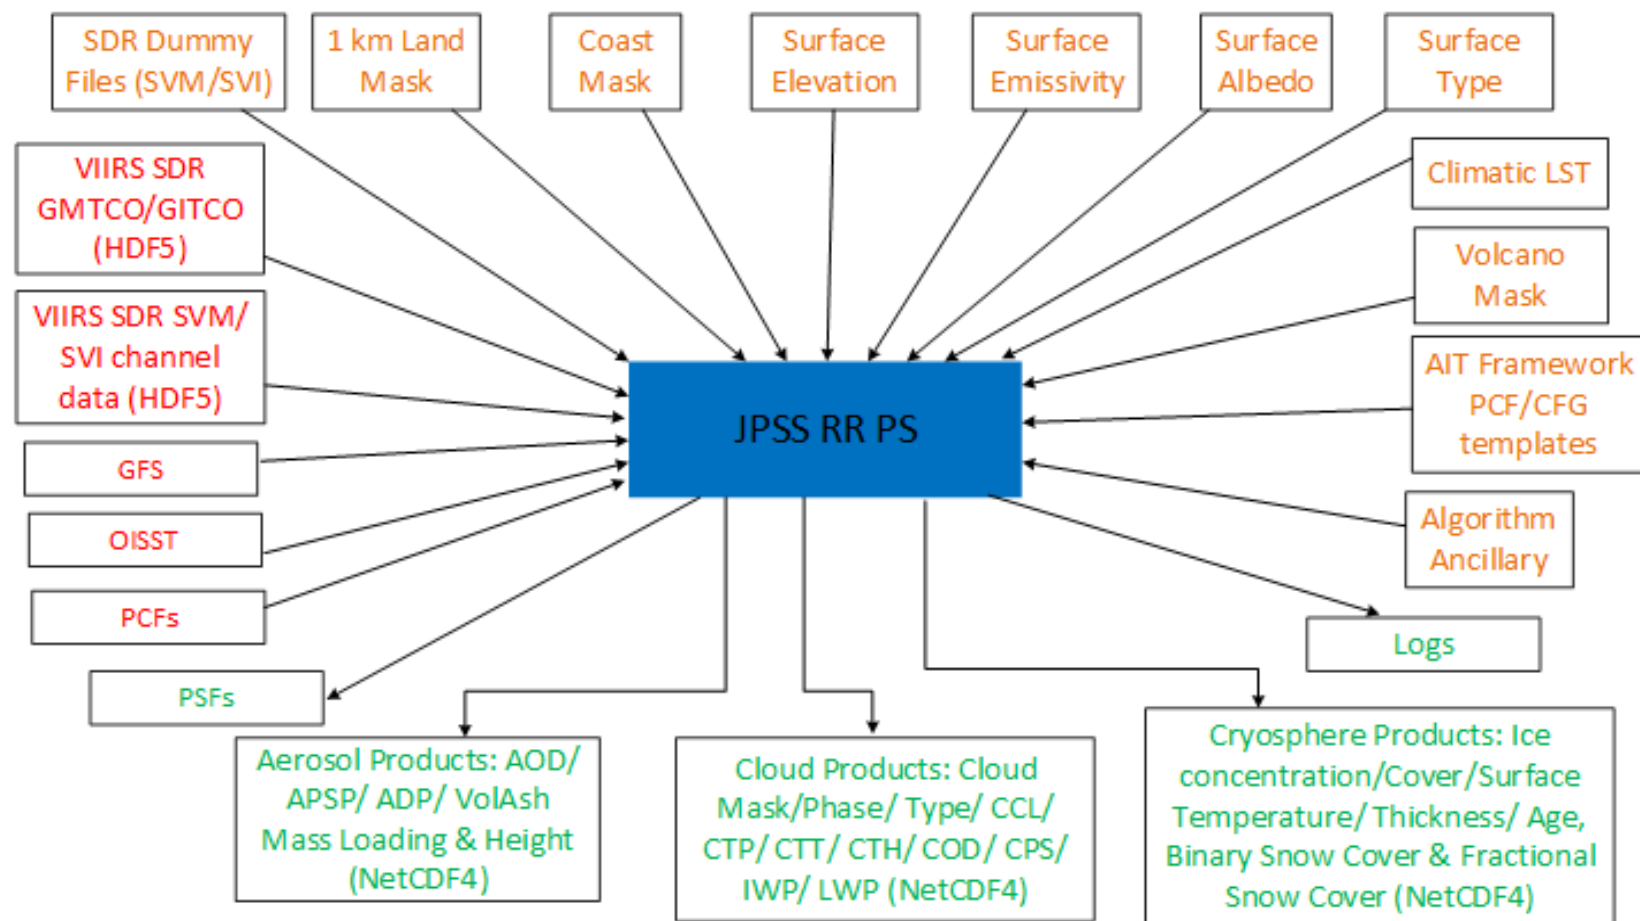 SDR Dummy
Files (SVM/SVI)
1 km Land
Mask
Coast
Mask
Surface
Elevation
Surface
Emissivity
Surface
Albedo
Surface
Type
VIIRS SDR
GMTCO/GITCO
(HDF5)
Climatic LST
Volcano
Mask
VIIRS SDR SVM/
SVI channel
data (HDF5)
AIT Framework
PCF/CFG
templates
JPSS RR PS
GFS
OISST
Algorithm
Ancillary
PCFs
Logs
PSFs
Aerosol Products: AOD/
APSP/ ADP/ VolAsh
Mass Loading & Height
(NetCDF4)
Cloud Products: Cloud
Mask/Phase/ Type/ CCL/
CTP/ CTT/ CTH/ COD/ CPS/
IWP/ LWP (NetCDF4)
Cryosphere Products: Ice
concentration/Cover/Surface
Temperature/ Thickness/ Age,
Binary Snow Cover & Fractional
Snow Cover (NetCDF4)